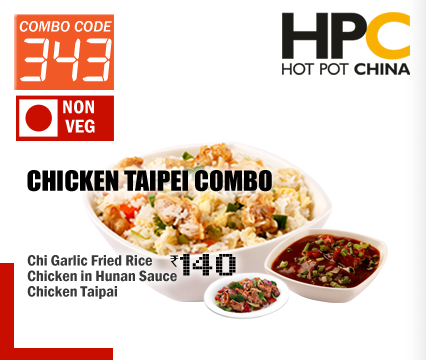 COMBO CODE
343
HPC
HOT POT CHINA
NON
VEG
CHICKEN TAIPEI COMBO
Chi Garlic Fried Rice
Chicken in Hunan Sauce
Chicken Taipai
₹140